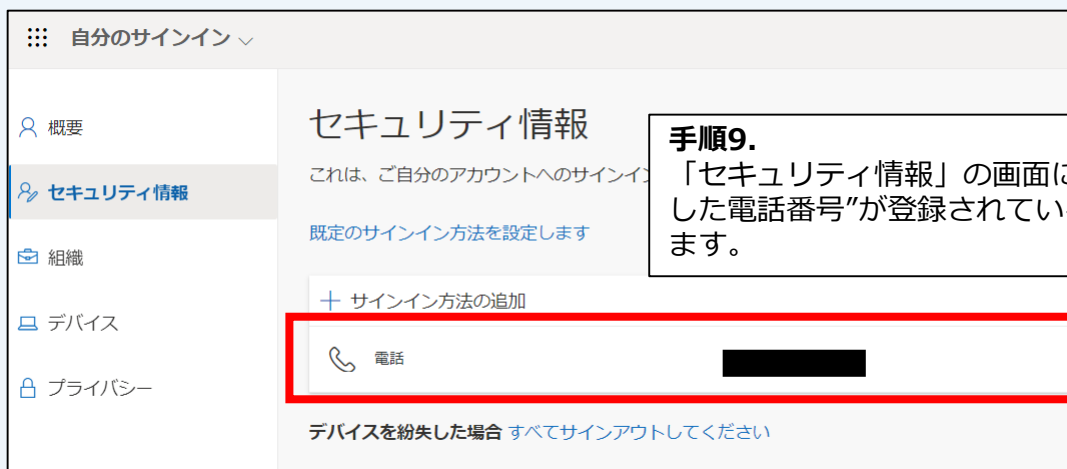 自分のサインイン
概要
セキュリティ情報
組織
デバイス
プライバシー
セキュリティ情報
これは、ご自分のアカウントへのサインイン
既定のサインイン方法を設定します
サインイン方法の追加
電話
デバイスを紛失した場合 すべてサインアウトしてください
手順9.
「セキュリティ情報」の画面に
した電話番号”が登録されてい
ます。